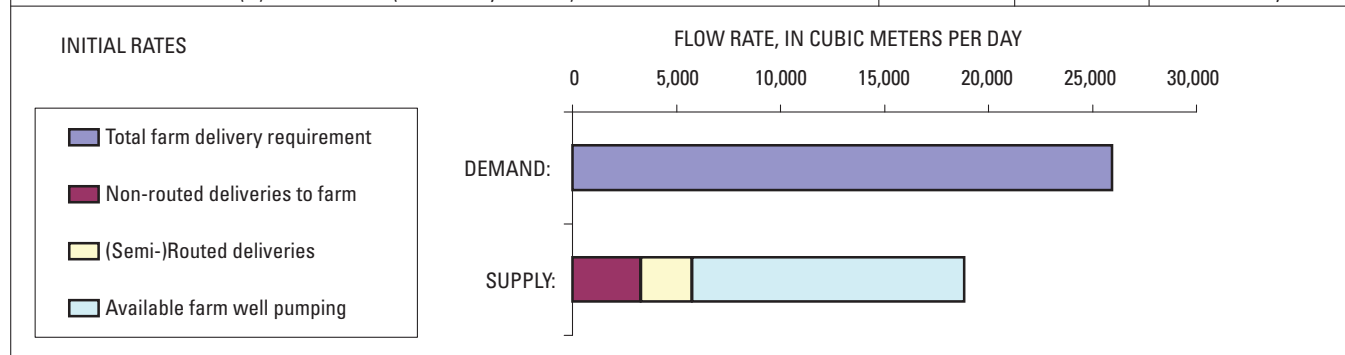 INITIAL RATES
FLOW RATE, IN CUBIC METERS PER DAY
0 5,000 10,000 15,000 20,000 25,000 30,000
Total farm delivery requirement
Non-routed deliveries to farm
(Semi-)Routed deliveries
Available farm well pumping
DEMAND:
SUPPLY: